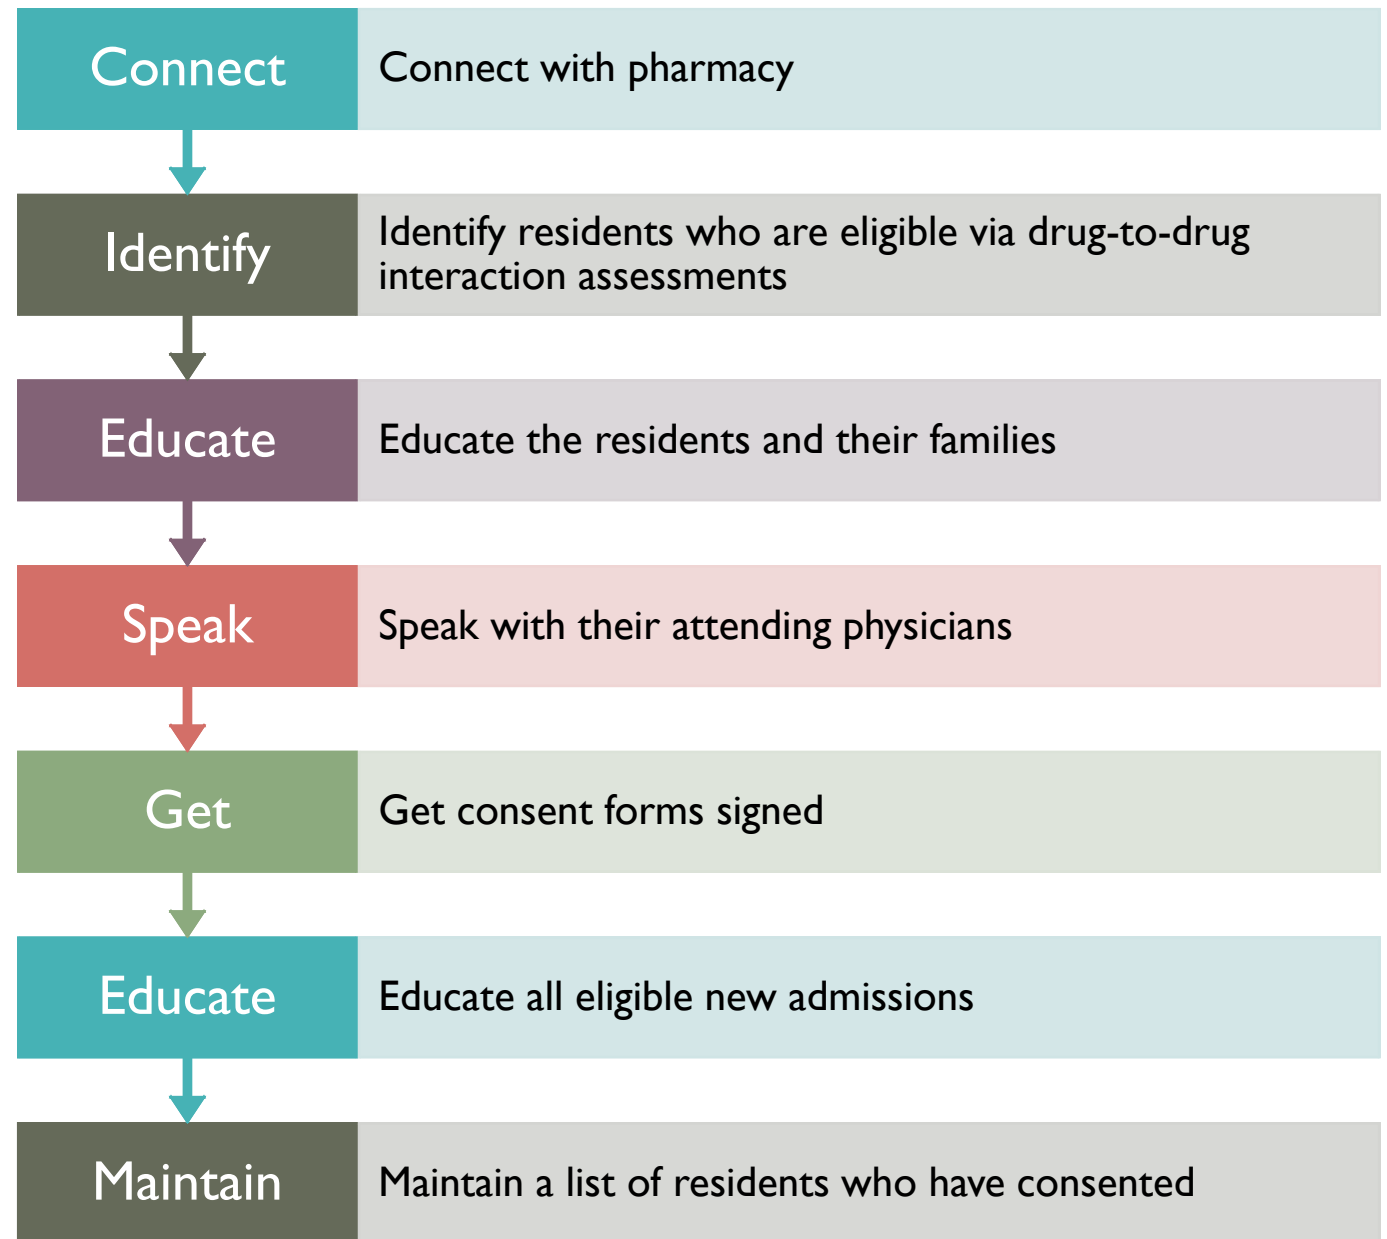 Connect
Connect with pharmacy
Identify
Identify residents who are eligible via drug-to-drug
interaction assessments
Educate
Educate the residents and their families
Speak
Speak with their attending physicians
Get
Get consent forms signed
Educate
Educate all eligible new admissions
Maintain
Maintain a list of residents who have consented